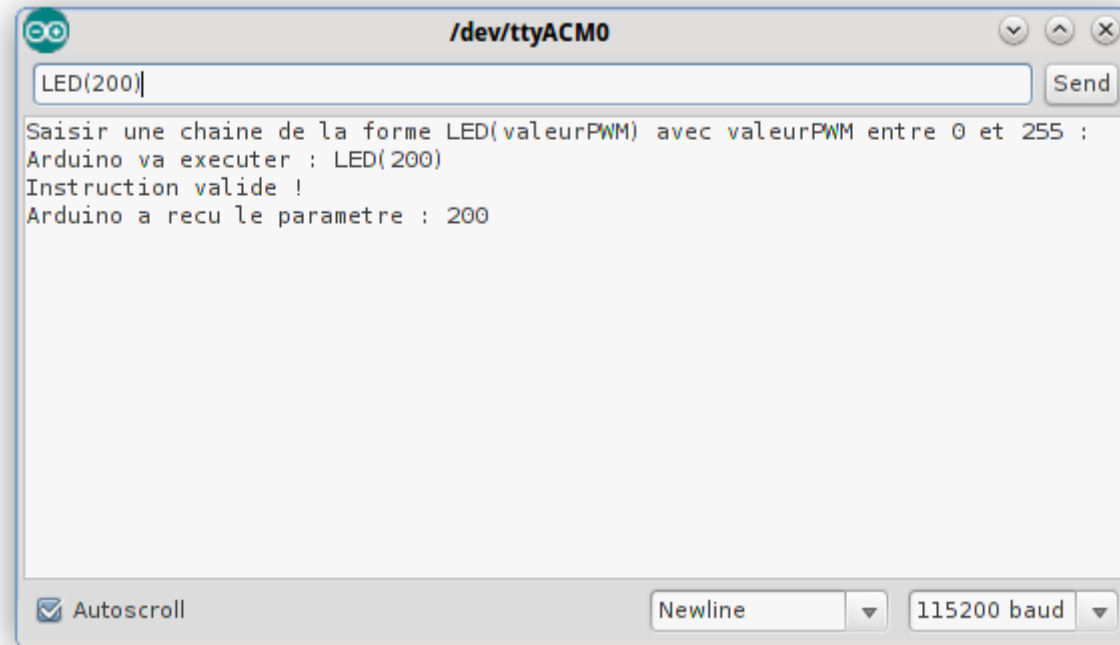 /dev/ttyACM0
LED(200)
Send
Saisir une chaine de la forme LED(valeurPWM) avec valeurPWM entre 0 et 255 :
Arduino va executer : LED(200)
Instruction valide !
Arduino a recu le parametre : 200
Autoscroll
Newline
115200 baud